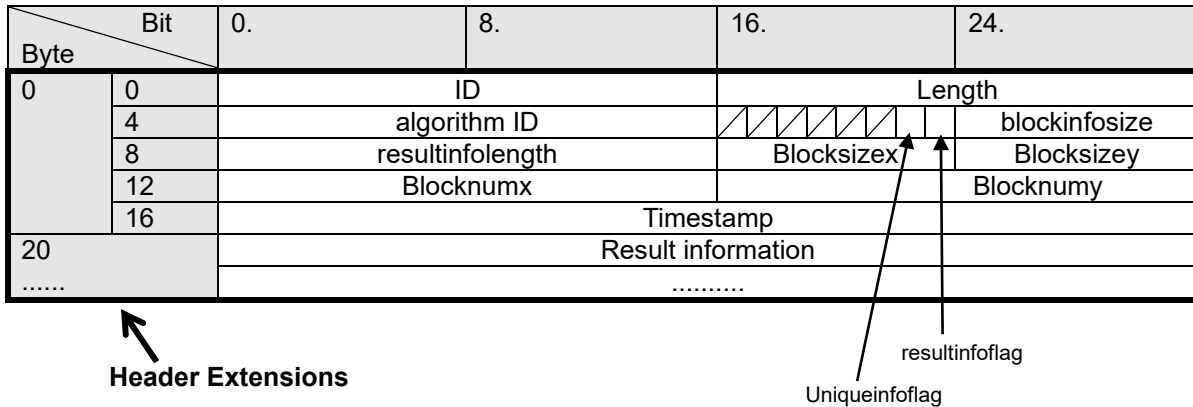 Bit 0. 8. 16. 24.
Byte
0 0 ID Length
4 algorithm ID blockinfosize
8 resultinfolength Blocksizex Blocksizey
12 Blocknumx Blocknumy
16 Timestamp
20 Result information
...... ..........
resultinfoflag
Header Extensions
Uniqueinfoflag